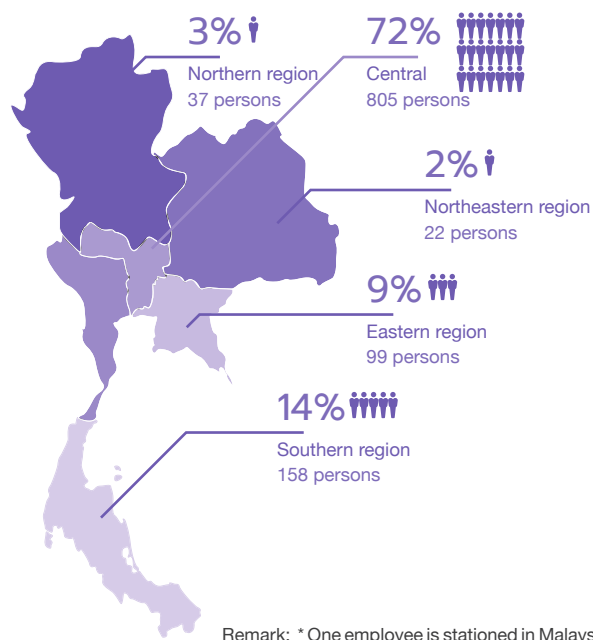 3%
Northern region
37 persons
72%
Central
805 persons
2%
Northeastern region
22 persons
9%
Eastern region
99 persons
14%
Southern region
158 persons
Remark: * One employee is stationed in